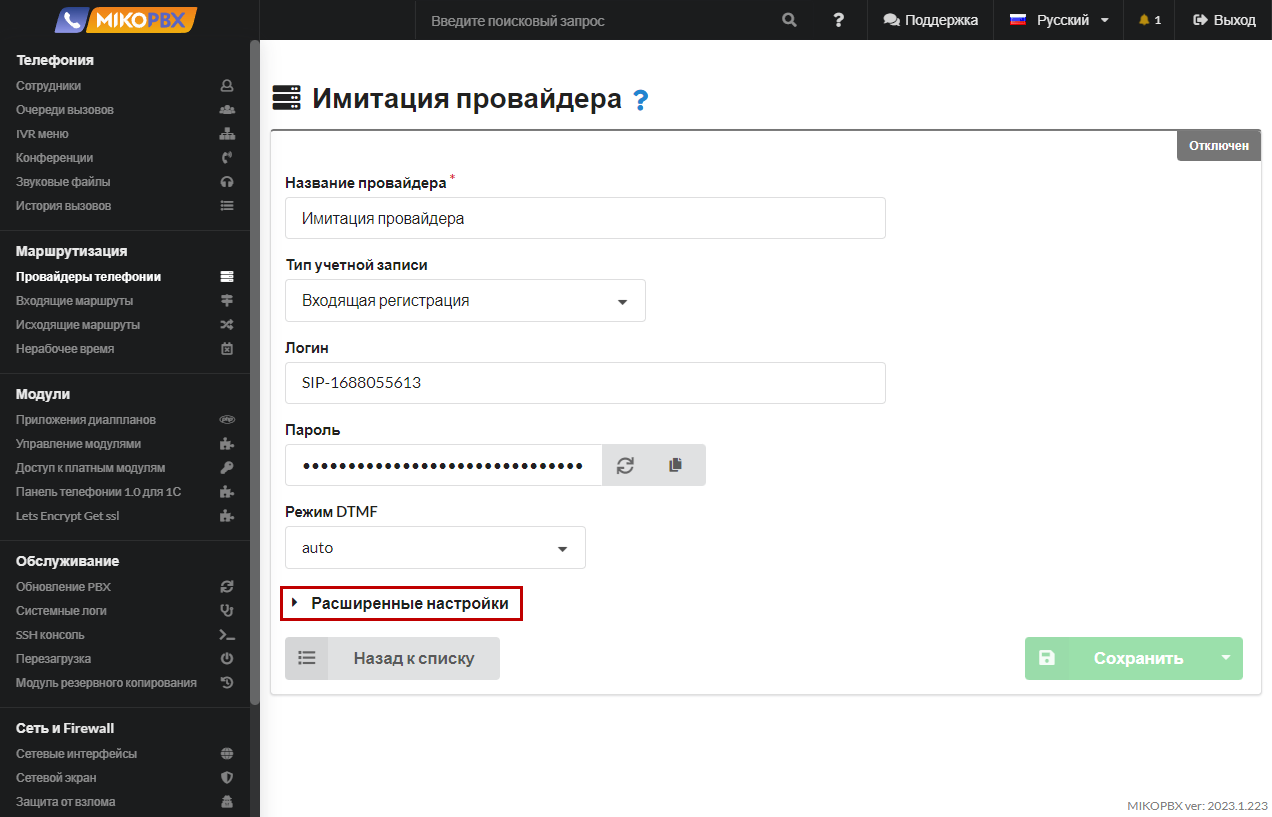 MIKOPBX
Введите поисковый запрос
?
Поддержка
Русский
1
Выход
Телефония
Сотрудники
Очереди вызовов
IVR меню
Конференции
Звуковые файлы
История вызовов
Маршрутизация
Провайдеры телефонии
Входящие маршруты
Исходящие маршруты
Нерабочее время
Модули
Приложения диалпланов
Управление модулями
Доступ к платным модулям
Панель телефонии 1.0 для 1С
Lets Encrypt Get ssl
Обслуживание
Обновление PBX
Системные логи
SSH консоль
Перезагрузка
Модуль резервного копирования
Сеть и Firewall
Сетевые интерфейсы
Сетевой экран
Защита от взлома
Имитация провайдера ?
Отключен
Название провайдера *
Имитация провайдера
Тип учетной записи
Входящая регистрация
Логин
SIP-1688055613
Пароль
•••••••••••••••••••••••••••••••
Режим DTMF
auto
Расширенные настройки
Назад к списку
Сохранить
MIKOPBX ver: 2023.1.223